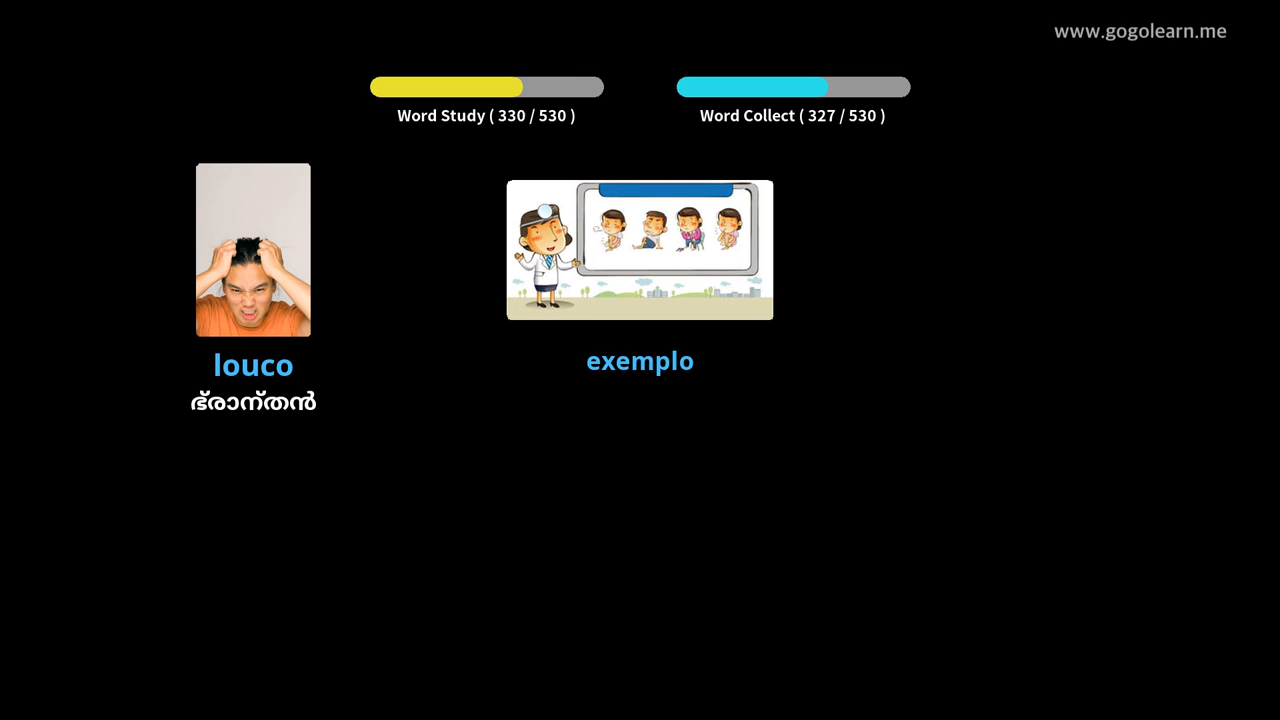 www.gogolearn.me
Word Study ( 330 / 530 )
Word Collect ( 327 / 530 )
louco
ഭ്രാന്തൻ
exemplo